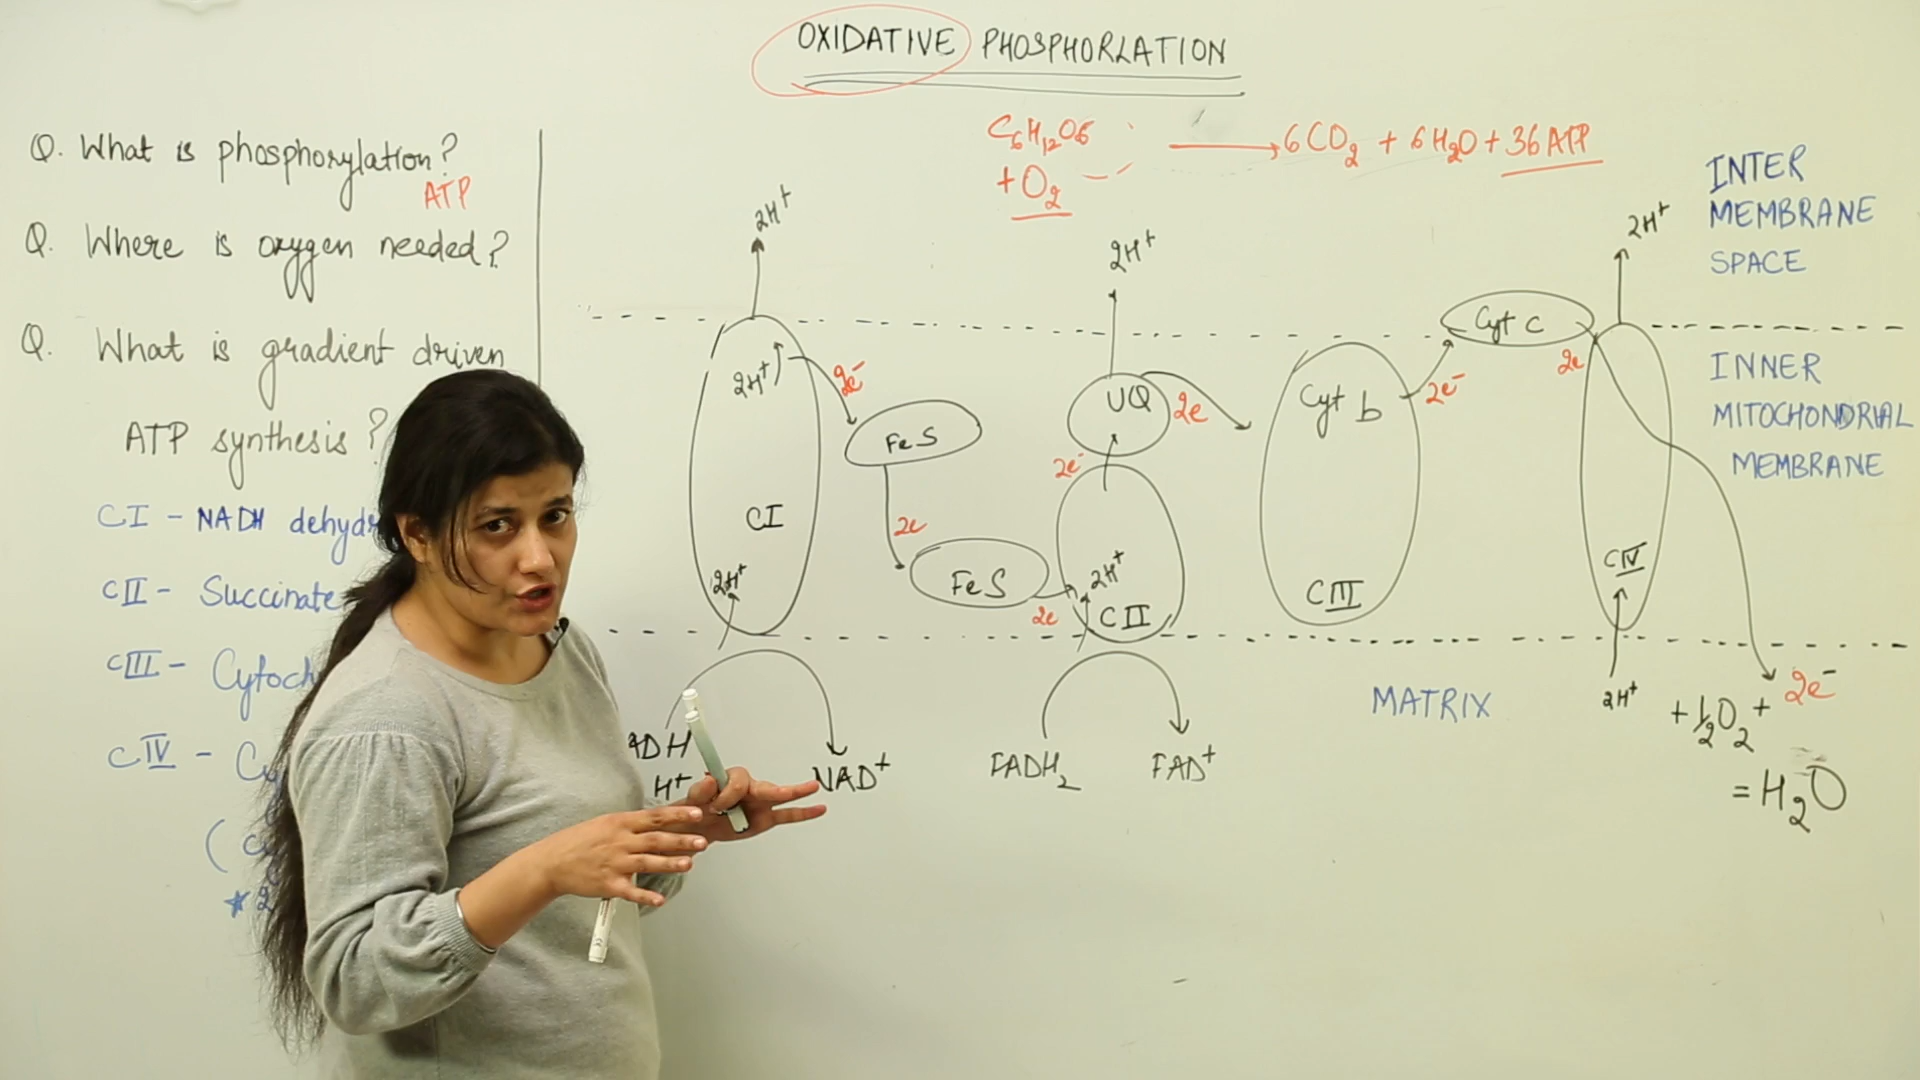 OXIDATIVE PHOSPHORLATION
C6H12O6
+ O2
→ 6CO2 + 6H2O + 36 ATP
Q. What is phosphorylation?
ATP
Q. Where is oxygen needed?
Q. What is gradient driven
ATP synthesis?
CI - NADH
CII - Succinate
CIII -
CIV -
INTER
MEMBRANE
SPACE
INNER
MITOCHONDRIAL
MEMBRANE
MATRIX
2H+
2H+
2e-
CI
2H+
FeS
2e
FeS
2e
2H+
UQ
2e
2e-
2H+
CII
Cyt b
2e-
CIII
Cyt c
2e
2H+
CIV
2H+
+ 1/2 O2 + 2e-
= H2O
H+
NAD+
FADH2
FAD+